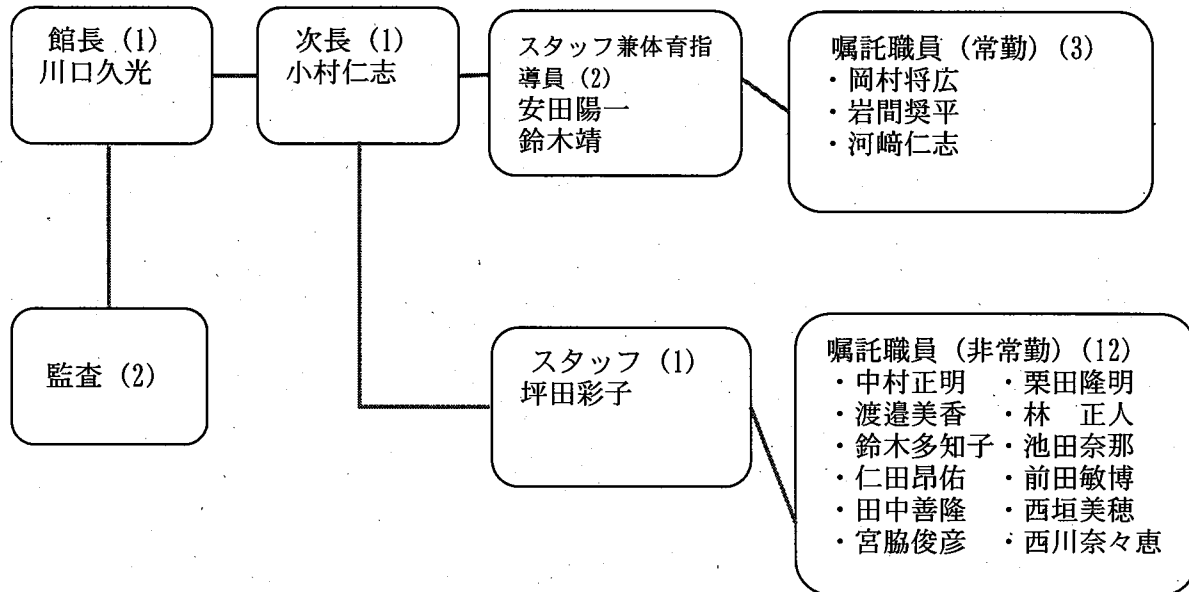 館長 (1)
川口久光
次長 (1)
小村仁志
スタッフ兼体育指
導員 (2)
安田陽一
鈴木靖
嘱託職員 (常勤) (3)
・岡村将広
・岩間奨平
・河﨑仁志
監査 (2)
スタッフ (1)
坪田彩子
嘱託職員 (非常勤) (12)
・中村正明 ・栗田隆明
・渡邉美香 ・林 正人
・鈴木多知子 ・池田奈那
・仁田昂佑 ・前田敏博
・田中善隆 ・西垣美穂
・宮脇俊彦 ・西川奈々恵